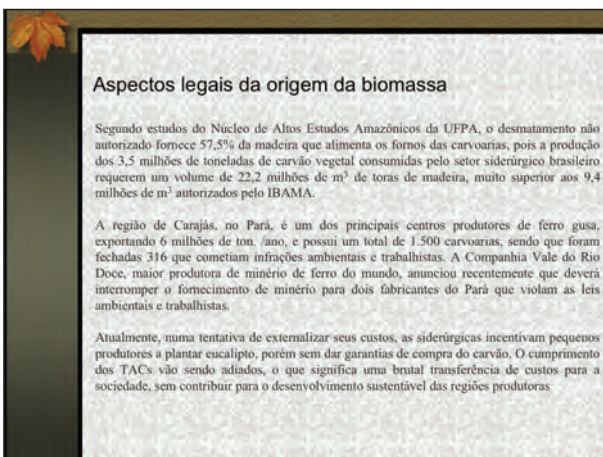 Aspectos legais da origem da biomassa
Segundo estudos do Núcleo de Altos Estudos Amazônicos da UFPA, o desmatamento não
autorizado fornece 57,5% da madeira que alimenta os fornos das carvoarias, pois a produção
dos 3,5 milhões de toneladas de carvão vegetal consumidas pelo setor siderúrgico brasileiro
requerem um volume de 22,2 milhões de m³ de toras de madeira, muito superior aos 9,4
milhões de m³ autorizados pelo IBAMA.
A região de Carajás, no Pará, é um dos principais centros produtores de ferro gusa,
exportando 6 milhões de ton. /ano, e possui um total de 1.500 carvoarias, sendo que foram
fechadas 316 que cometiam infrações ambientais e trabalhistas. A Companhia Vale do Rio
Doce, maior produtora de minério de ferro do mundo, anunciou recentemente que deverá
interromper o fornecimento de minério para dois fabricantes do Pará que violam as leis
ambientais e trabalhistas.
Atualmente, numa tentativa de externalizar seus custos, as siderúrgicas incentivam pequenos
produtores a plantar eucalipto, porém sem dar garantias de compra do carvão. O cumprimento
dos TACs vão sendo adiados, o que significa uma brutal transferência de custos para a
sociedade, sem contribuir para o desenvolvimento sustentável das regiões produtoras